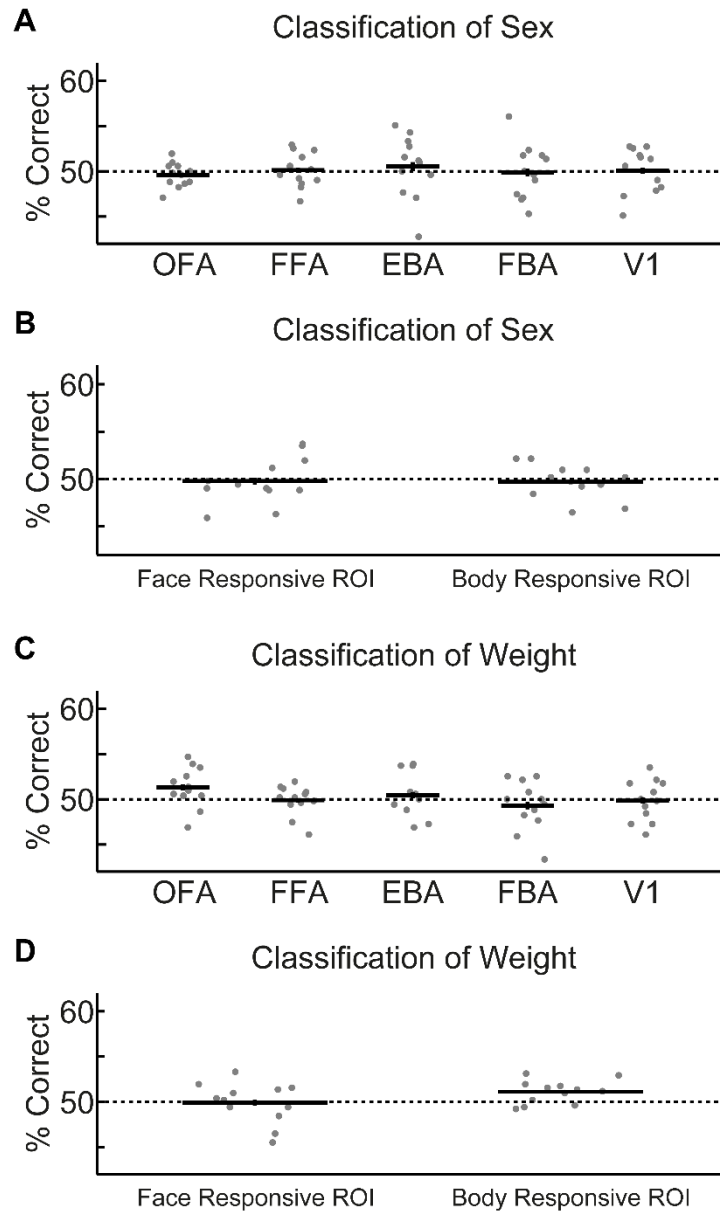 A
Classification of Sex
% Correct
60
50
OFA FFA EBA FBA V1
B
Classification of Sex
% Correct
60
50
Face Responsive ROI Body Responsive ROI
C
Classification of Weight
% Correct
60
50
OFA FFA EBA FBA V1
D
Classification of Weight
% Correct
60
50
Face Responsive ROI Body Responsive ROI